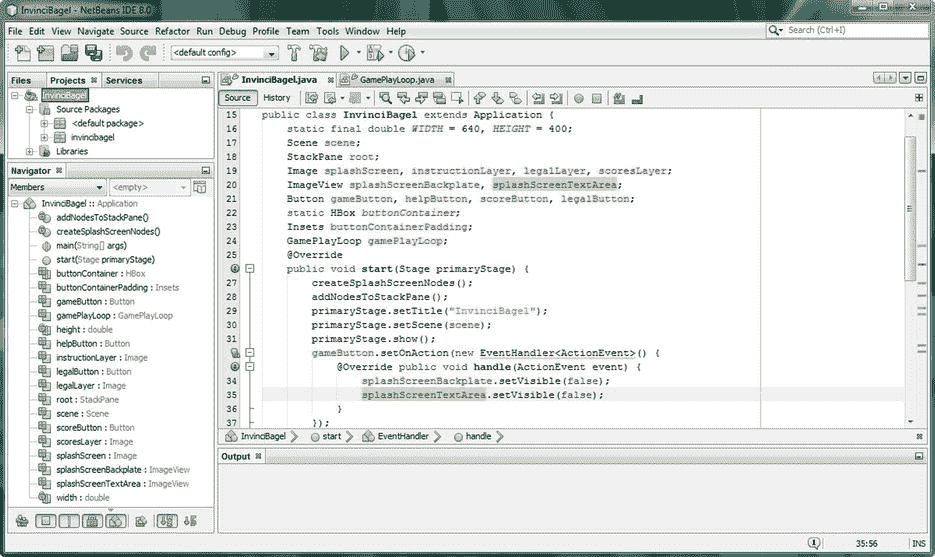 InvinciBagel - NetBeans IDE 8.0
File Edit View Navigate Source Refactor Run Debug Profile Team Tools Window Help
Search (Ctrl+I)
<default config>
Files Projects Services
InvinciBagel
Source Packages
<default package>
invincibagel
Libraries
Navigator
Members <empty>
InvinciBagel :: Application
addNodesToStackPane()
createSplashScreenNodes()
main(String[] args)
start(Stage primaryStage)
buttonContainer : HBox
buttonContainerPadding : Insets
gameButton : Button
gamePlayLoop : GamePlayLoop
height : double
helpButton : Button
instructionLayer : Image
legalButton : Button
legalLayer : Image
root : StackPane
scene : Scene
scoreButton : Button
scoresLayer : Image
splashScreen : Image
splashScreenBackplate : ImageView
splashScreenTextArea : ImageView
width : double
InvinciBagel.java GamePlayLoop.java
Source History
15 public class InvinciBagel extends Application {
16 static final double WIDTH = 640, HEIGHT = 400;
17 Scene scene;
18 StackPane root;
19 Image splashScreen, instructionLayer, legalLayer, scoresLayer;
20 ImageView splashScreenBackplate, splashScreenTextArea;
21 Button gameButton, helpButton, scoreButton, legalButton;
22 static HBox buttonContainer;
23 Insets buttonContainerPadding;
24 GamePlayLoop gamePlayLoop;
25 @Override
public void start(Stage primaryStage) {
27 createSplashScreenNodes();
28 addNodesToStackPane();
29 primaryStage.setTitle("InvinciBagel");
30 primaryStage.setScene(scene);
31 primaryStage.show();
gameButton.setOnAction(new EventHandler<ActionEvent>() {
@Override public void handle(ActionEvent event) {
34 splashScreenBackplate.setVisible(false);
35 splashScreenTextArea.setVisible(false);
36 }
37 });
InvinciBagel start EventHandler handle
Output
1 35:56 INS